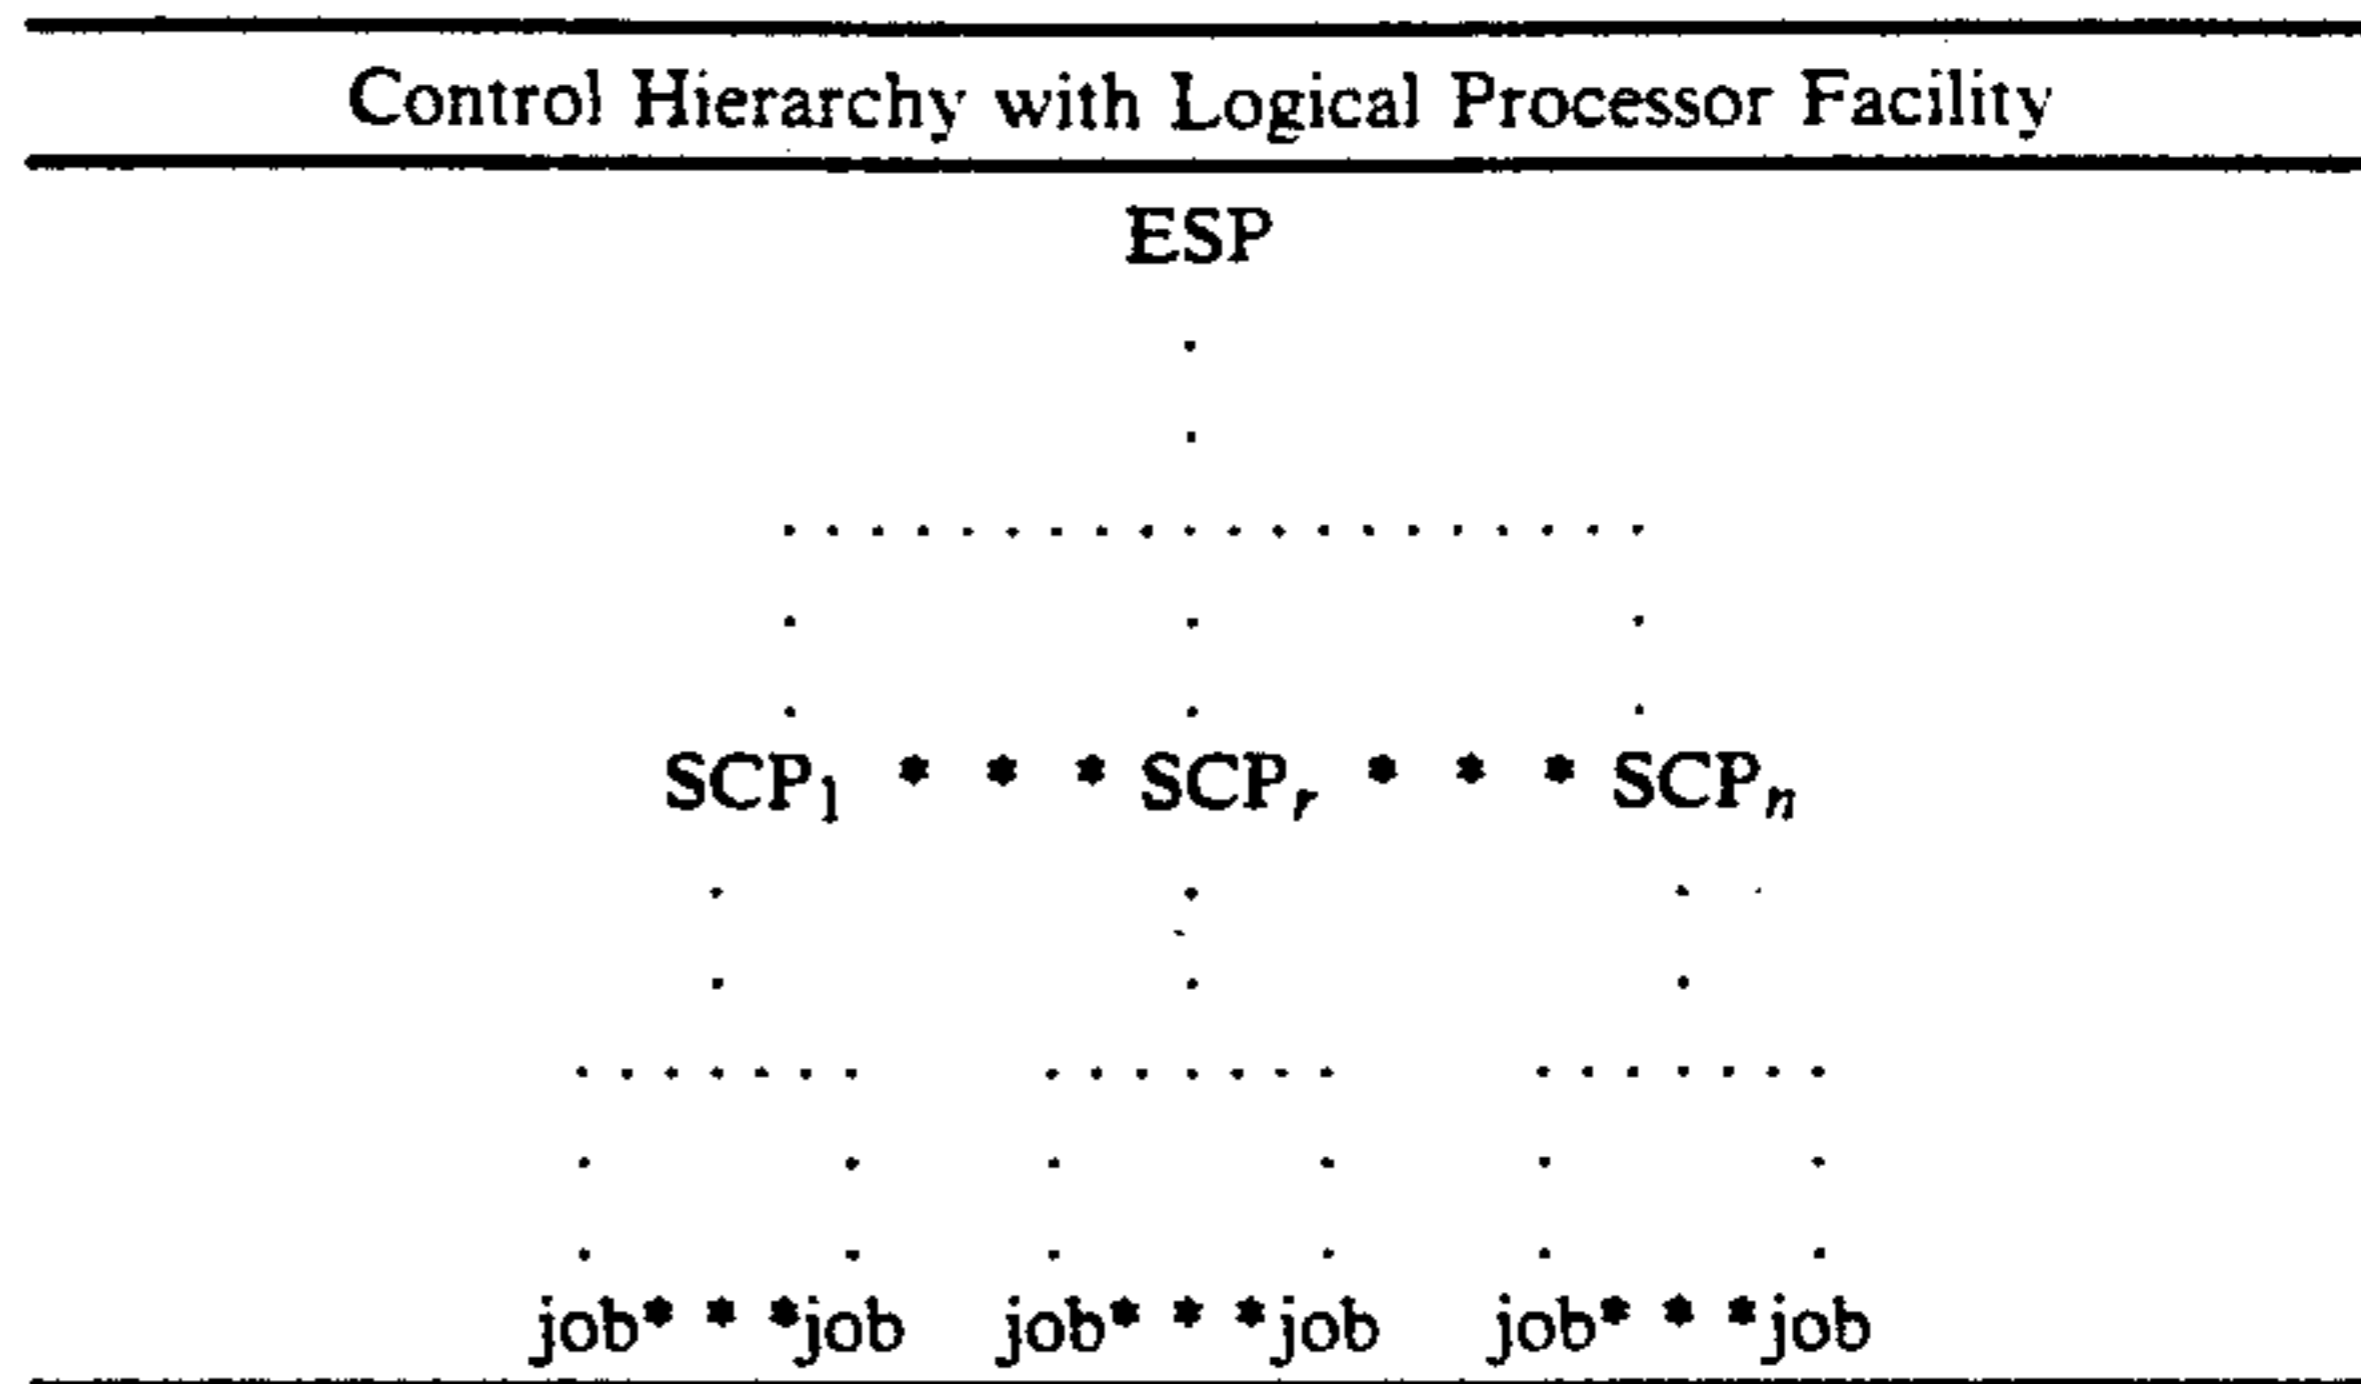 Control Hierarchy with Logical Processor Facility
ESP
SCP₁ * * * SCPᵣ * * * SCPₙ
job* * *job job* * *job job* * *job